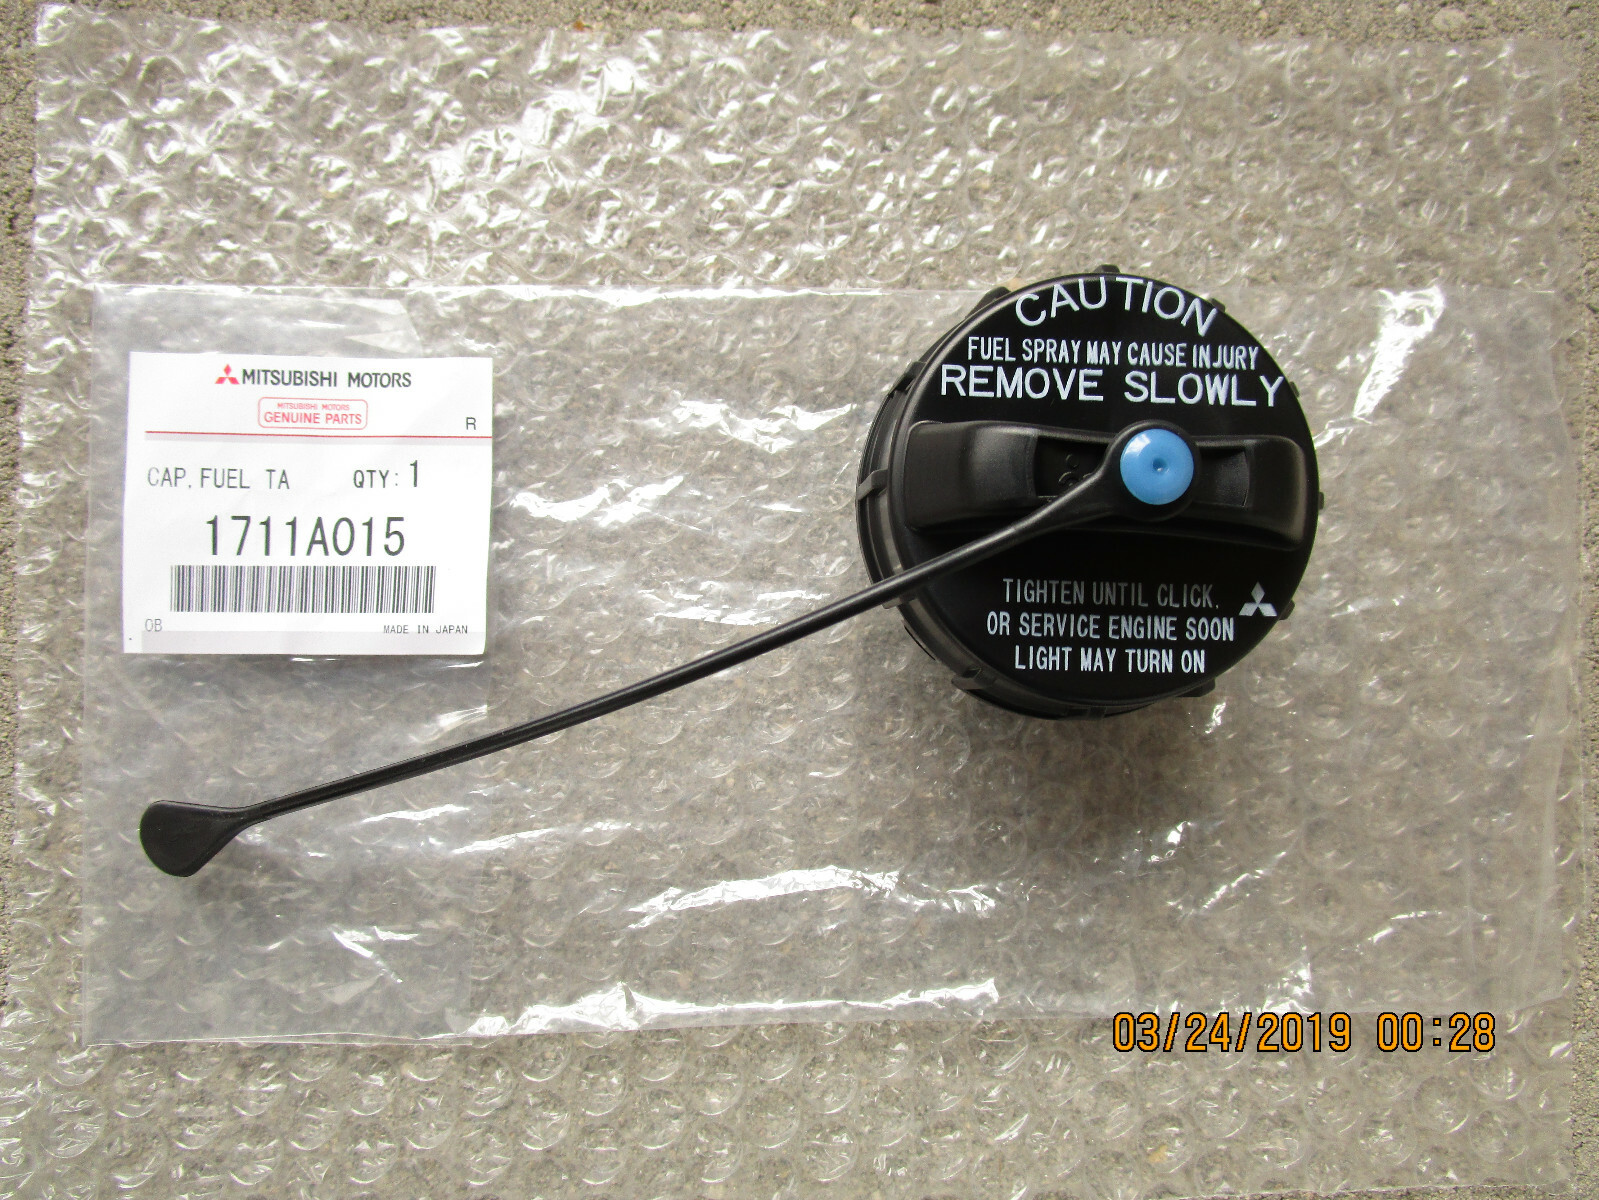 MITSUBISHI MOTORS
MITSUBISHI MOTORS
GENUINE PARTS
R
CAP, FUEL TA QTY: 1
1711A015
OB
MADE IN JAPAN
CAUTION
FUEL SPRAY MAY CAUSE INJURY
REMOVE SLOWLY
TIGHTEN UNTIL CLICK.
OR SERVICE ENGINE SOON
LIGHT MAY TURN ON
03/24/2019 00:28